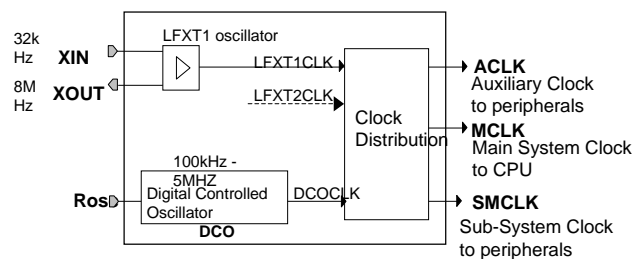 32k
Hz
XIN
8M
Hz
XOUT
LFXT1 oscillator
LFXT1CLK
LFXT2CLK
Clock
Distribution
ACLK
Auxiliary Clock
to peripherals
MCLK
Main System Clock
to CPU
100kHz -
5MHZ
Digital Controlled
Oscillator
DCOCLK
DCO
Ros
SMCLK
Sub-System Clock
to peripherals